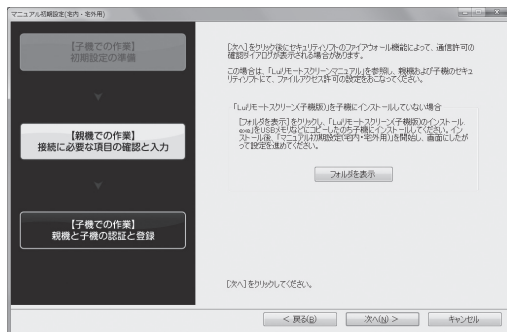 マニュアル初期設定(宅内・宅外用)
【子機での作業】
初期設定の準備
【親機での作業】
接続に必要な項目の確認と入力
【子機での作業】
親機と子機の認証と登録
[次へ]をクリック後にセキュリティソフトのファイアウォール機能によって、通信許可の
確認ダイアログが表示される場合があります。
この場合は、「Luiリモートスクリーンマニュアル」を参照し、親機および子機のセキュ
リティソフトにて、ファイルアクセス許可の設定をおこなってください。
「Luiリモートスクリーン(子機版)」を子機にインストールしていない場合
[フォルダを表示]をクリックし、「Luiリモートスクリーン(子機版)のインストール.
exe」をUSBメモリなどにコピーしたのち子機にインストールしてください。イン
ストール後、「マニュアル初期設定(宅内・宅外用)」を開始し、画面にしたが
って設定を進めてください。
フォルダを表示
[次へ]をクリックしてください。
< 戻る(B)
次へ(N) >
キャンセル